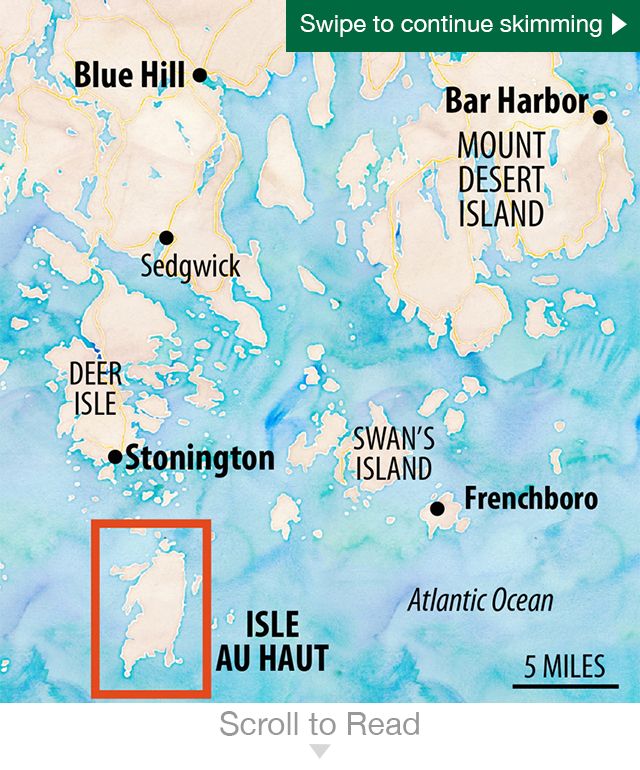 Swipe to continue skimming
Blue Hill
Bar Harbor
MOUNT
DESERT
ISLAND
Sedgwick
DEER
ISLE
SWAN'S
ISLAND
Stonington
Frenchboro
Atlantic Ocean
ISLE
AU HAUT
5 MILES
Scroll to Read